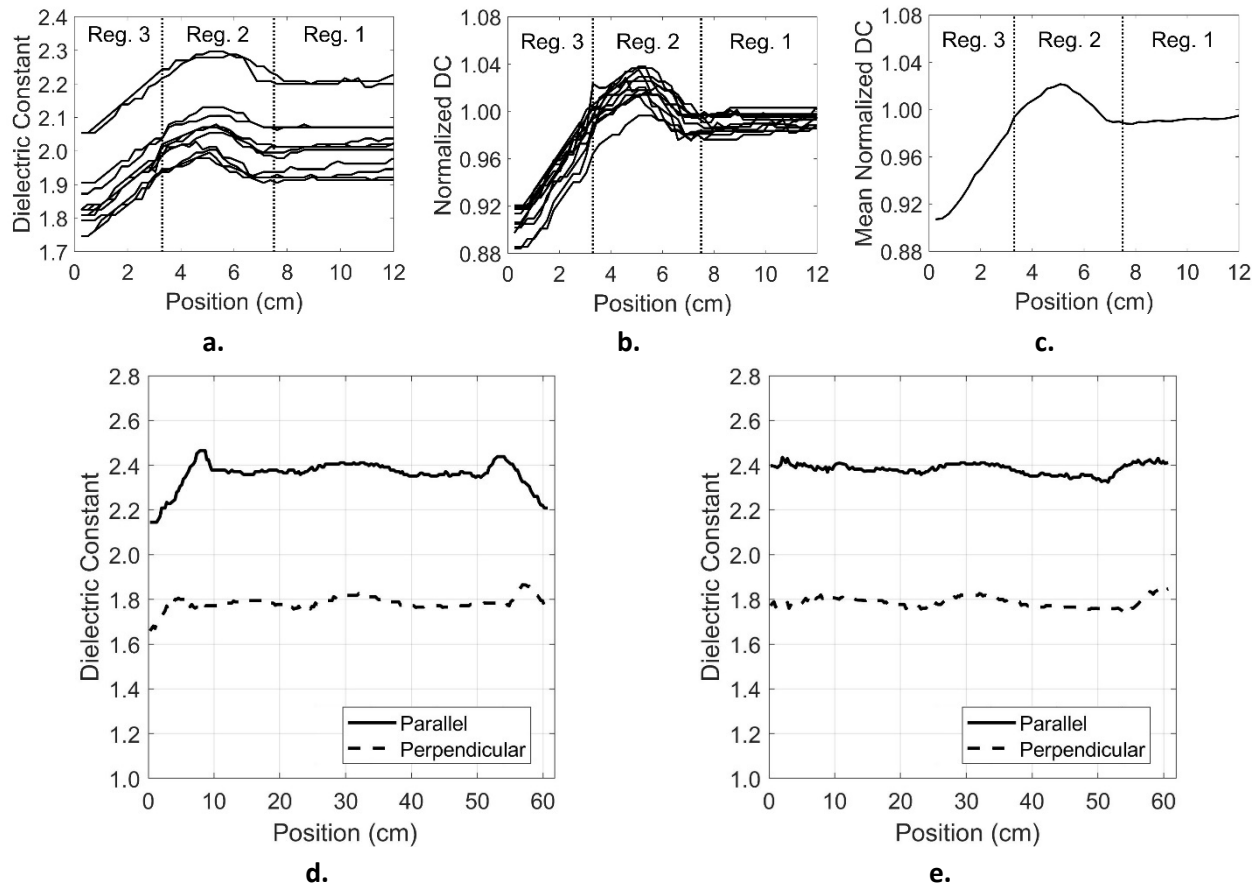 Reg. 3 Reg. 2 Reg. 1
2.4
2.3
2.2
2.1
2.0
1.9
1.8
1.7
Dielectric Constant
0 2 4 6 8 10 12
Position (cm)
a.
Reg. 3 Reg. 2 Reg. 1
1.08
1.04
1.00
0.96
0.92
0.88
Normalized DC
0 2 4 6 8 10 12
Position (cm)
b.
Reg. 3 Reg. 2 Reg. 1
1.08
1.04
1.00
0.96
0.92
0.88
Mean Normalized DC
0 2 4 6 8 10 12
Position (cm)
c.
2.8
2.6
2.4
2.2
2.0
1.8
1.6
1.4
1.2
1.0
Dielectric Constant
Parallel
Perpendicular
0 10 20 30 40 50 60
Position (cm)
d.
2.8
2.6
2.4
2.2
2.0
1.8
1.6
1.4
1.2
1.0
Dielectric Constant
Parallel
Perpendicular
0 10 20 30 40 50 60
Position (cm)
e.